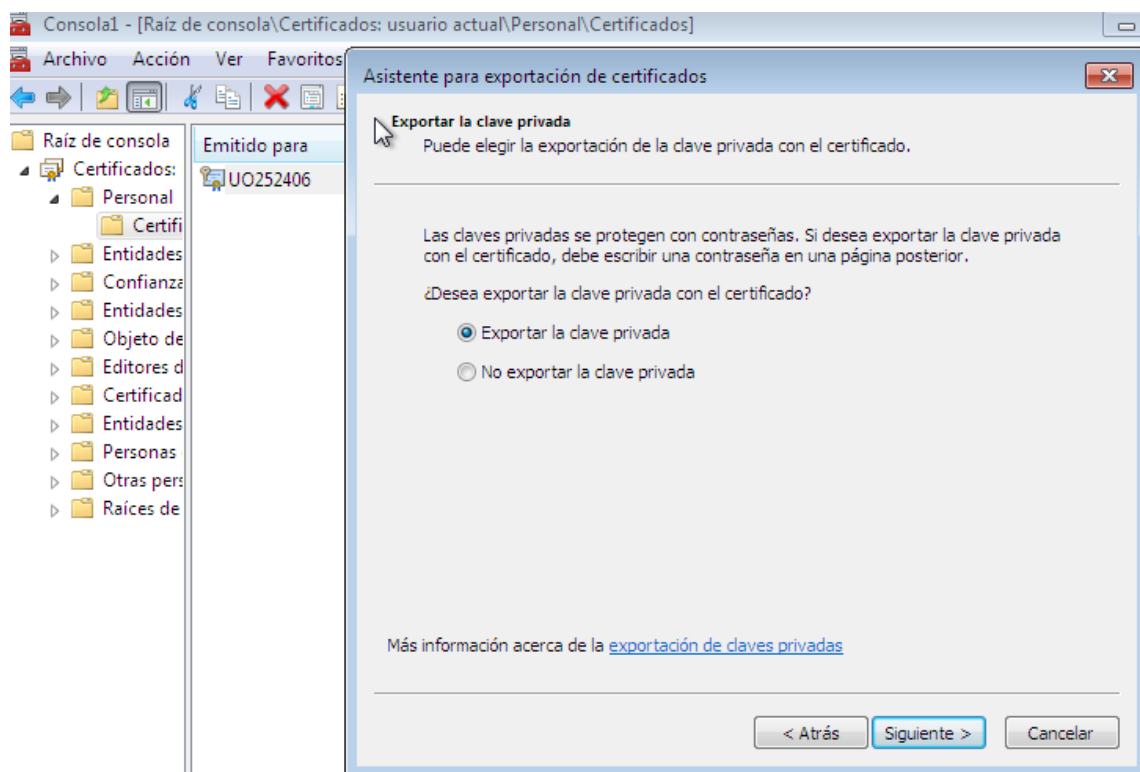 Consola1 - [Raíz de consola\Certificados: usuario actual\Personal\Certificados]
Archivo Acción Ver Favoritos
Raíz de consola
Certificados:
Personal
Certifi
Entidades
Confianza
Entidades
Objeto de
Editores d
Certificad
Entidades
Personas
Otras pers
Raíces de
Emitido para
UO252406
Asistente para exportación de certificados
Exportar la clave privada
Puede elegir la exportación de la clave privada con el certificado.
Las claves privadas se protegen con contraseñas. Si desea exportar la clave privada
con el certificado, debe escribir una contraseña en una página posterior.
¿Desea exportar la clave privada con el certificado?
Exportar la clave privada
No exportar la clave privada
Más información acerca de la exportación de claves privadas
< Atrás
Siguiente >
Cancelar